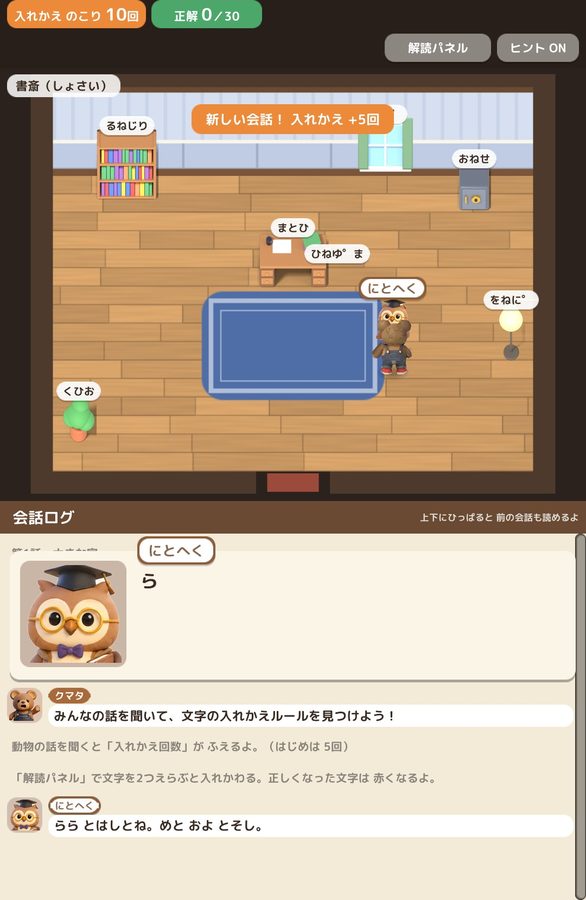 入れかえ のこり 10回
正解 0/30
解読パネル
ヒント ON
書斎（しょさい）
新しい会話！ 入れかえ +5回
るねじり
おねせ
まとひ
ひねゆ゜ま
にとへく
をねに゜
くひお
会話ログ
上下にひっぱると 前の会話も読めるよ
にとへく
ら
クマタ
みんなの話を聞いて、文字の入れかえルールを見つけよう！
動物の話を聞くと「入れかえ回数」が ふえるよ。（はじめは 5回）
「解読パネル」で文字を2つえらぶと入れかわる。正しくなった文字は 赤くなるよ。
にとへく
らら とはしとね。めと およ とそし。